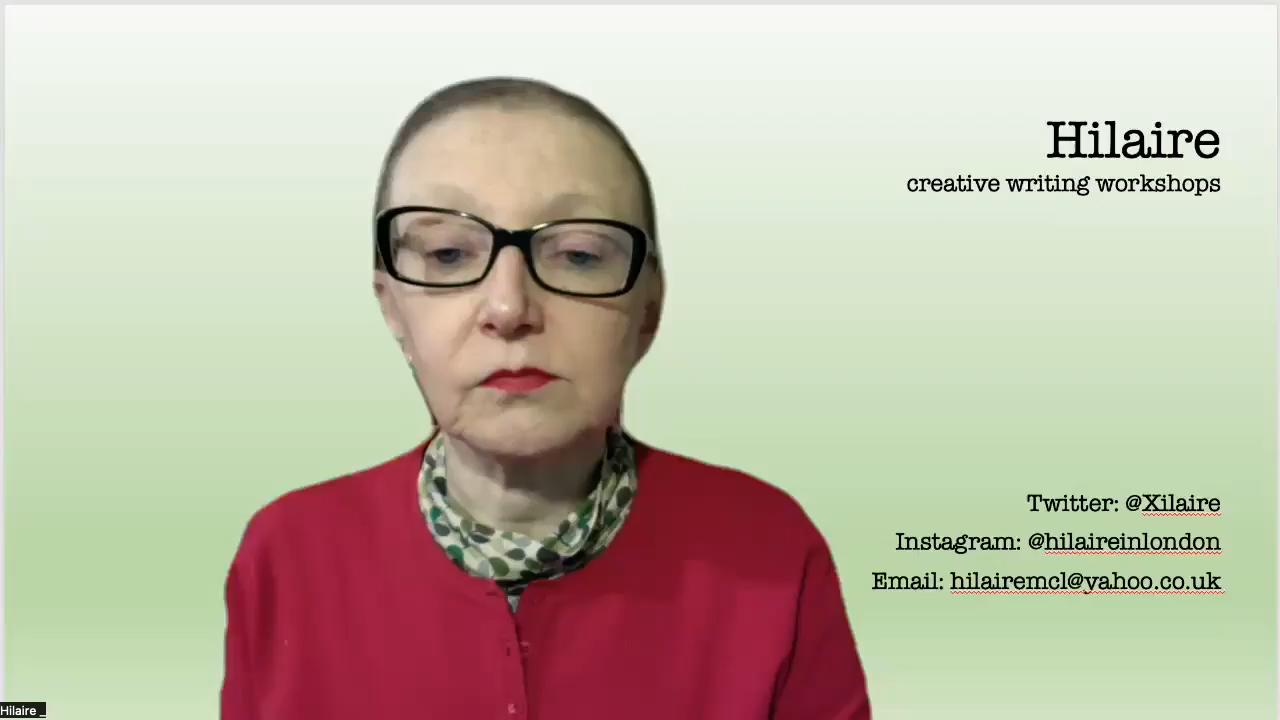 Hilaire
creative writing workshops
Twitter: @Xilaire
Instagram: @hilaireinlondon
Email: hilairemcl@yahoo.co.uk
Hilaire _